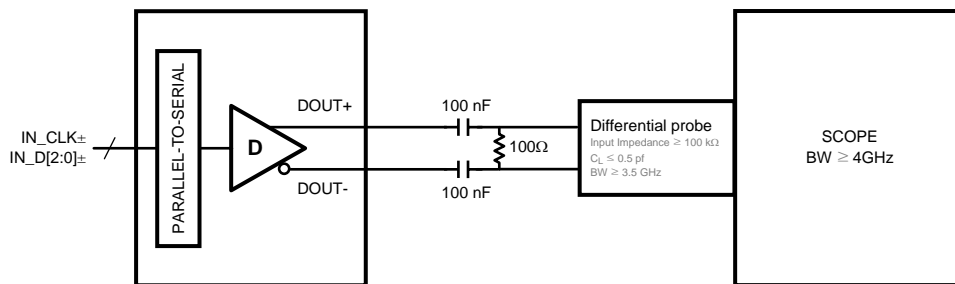 IN_CLK±
IN_D[2:0]±
PARALLEL-TO-SERIAL
D
DOUT+
DOUT-
100 nF
100Ω
100 nF
Differential probe
Input Impedance ≥ 100 kΩ
C_L ≤ 0.5 pf
BW ≥ 3.5 GHz
SCOPE
BW ≥ 4GHz